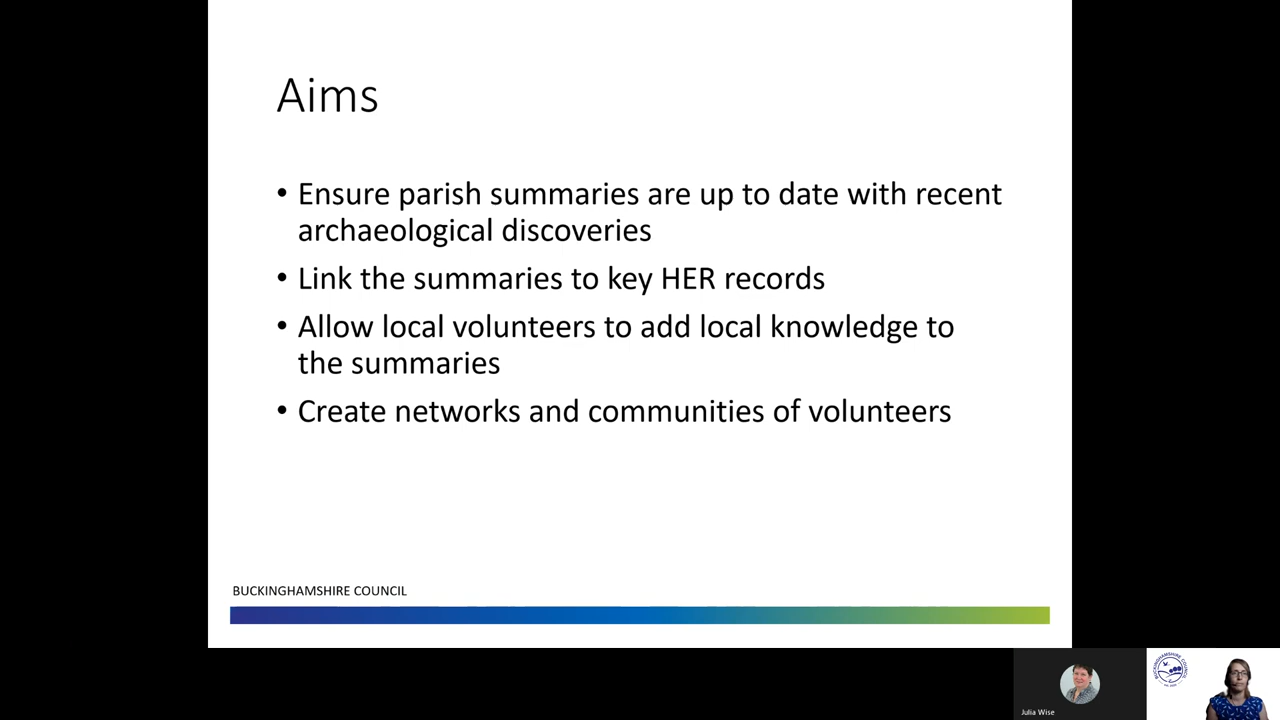 Aims
• Ensure parish summaries are up to date with recent
archaeological discoveries
• Link the summaries to key HER records
• Allow local volunteers to add local knowledge to
the summaries
• Create networks and communities of volunteers
BUCKINGHAMSHIRE COUNCIL
Julia Wise
BUCKINGHAMSHIRE COUNCIL